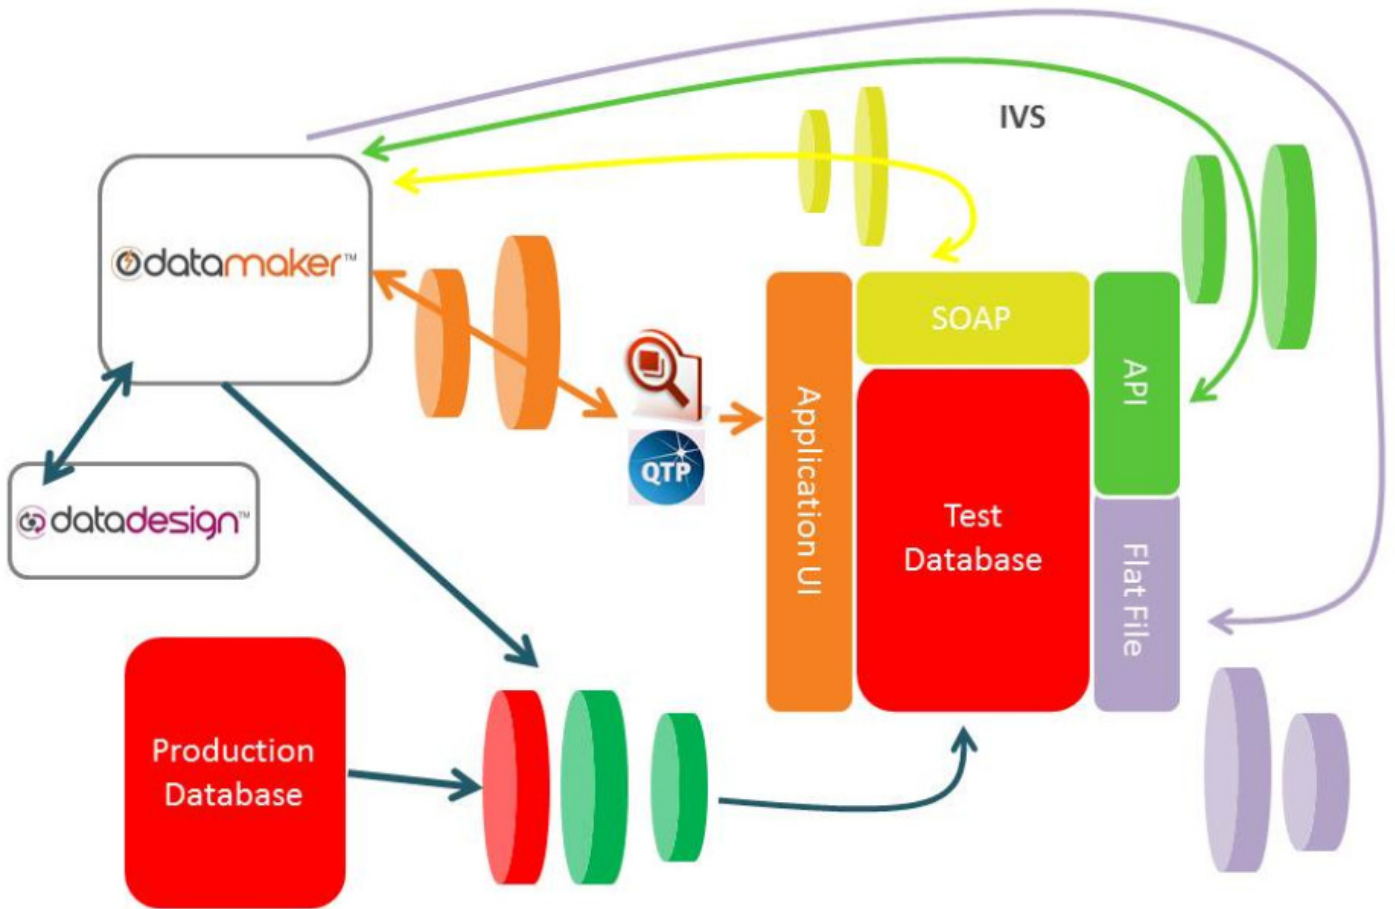 IVS
datamaker™
SOAP
API
Application UI
QTP
datadesign™
Test
Database
Flat File
Production
Database